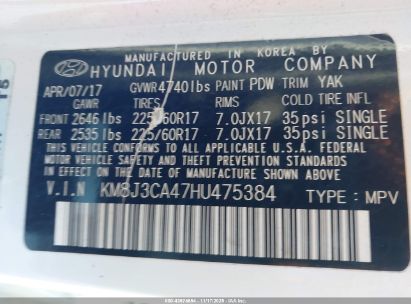 MANUFACTURED IN KOREA BY
HYUNDAI MOTOR COMPANY
APR/07/17 GVWR 4740lbs PAINT PDW TRIM YAK
GAWR TIRES RIMS COLD TIRE INFL
FRONT 2646 lbs 225/60R17 7.0JX17 35psi SINGLE
REAR 2535 lbs 225/60R17 7.0JX17 35psi SINGLE
THIS VEHICLE CONFORMS TO ALL APPLICABLE U.S.A. FEDERAL
MOTOR VEHICLE SAFETY BUMPER, AND THEFT
PREVENTION STANDARDS IN EFFECT ON THE
DATE OF MANUFACTURE SHOWN ABOVE
V.I.N KM8J3CA47HU475384 TYPE : MPV